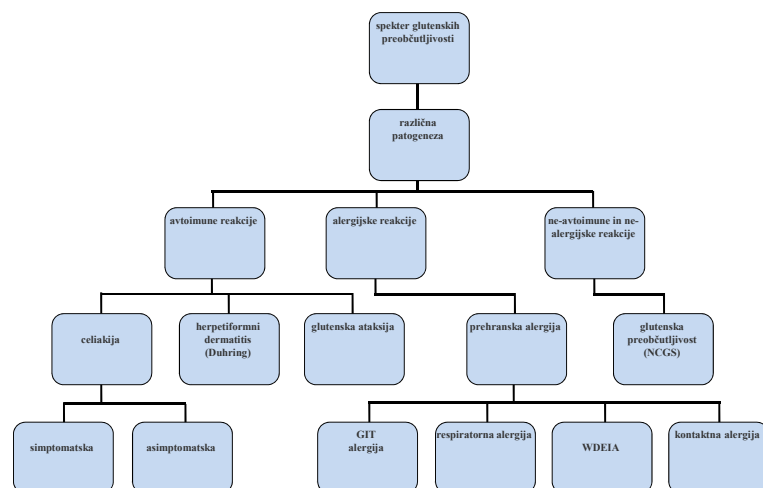 spekter glutenskih
preobčutljivosti
različna
patogeneza
avtoimune reakcije
alergijske reakcije
ne-avtoimune in ne-
alergijske reakcije
celiakija
herpetiformni
dermatitis
(Duhring)
glutenska ataksija
prehranska alergija
glutenska
preobčutljivost
(NCGS)
simptomatska
asimptomatska
GIT
alergija
respiratorna alergija
WDEIA
kontaktna alergija